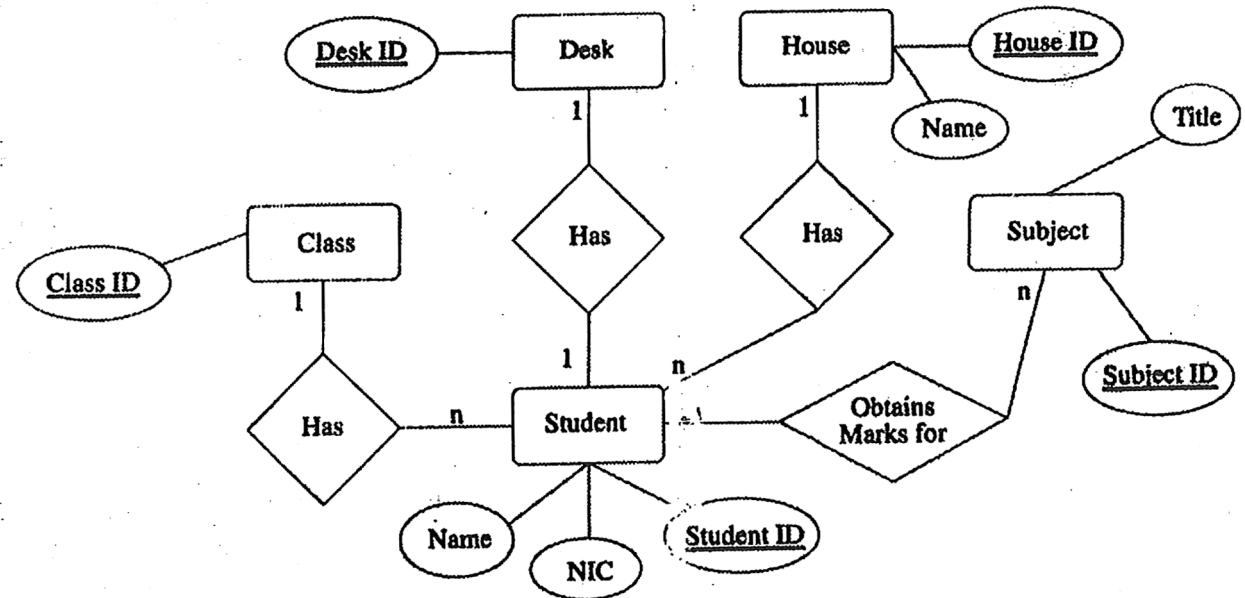 Desk ID
Desk
House
House ID
Name
Title
1
1
Class
Has
Has
Subject
Class ID
1
n
1
n
Subject ID
Has
n
Student
Obtains
Marks for
Name
NIC
Student ID